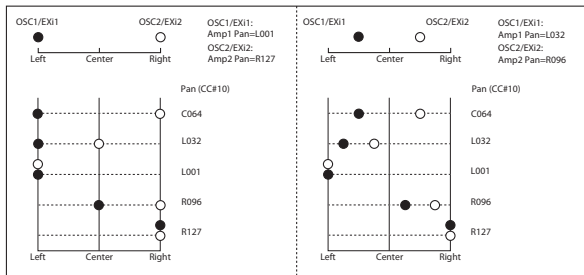 OSC1/EXi1
OSC2/EXi2
OSC1/EXi1:
Amp1 Pan=L001
OSC2/EXi2:
Amp2 Pan=R127
Left
Center
Right
Pan (CC#10)
C064
L032
L001
R096
R127
Left
Center
Right
OSC1/EXi1
OSC2/EXi2
OSC1/EXi1:
Amp1 Pan=L032
OSC2/EXi2:
Amp2 Pan=R096
Left
Center
Right
Pan (CC#10)
C064
L032
L001
R096
R127
Left
Center
Right